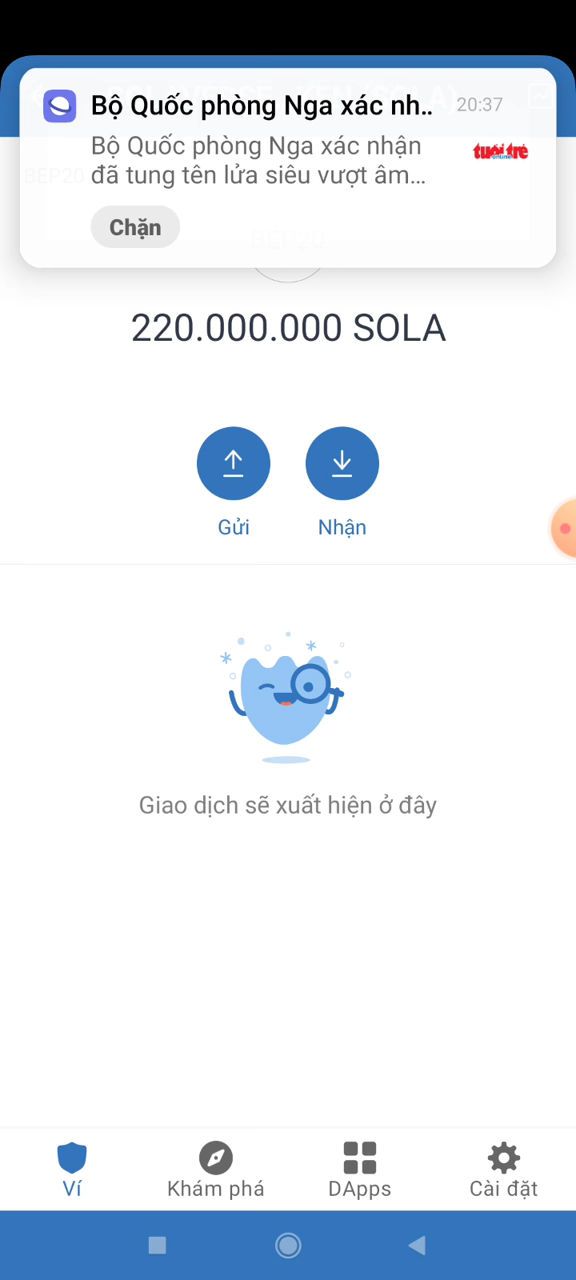 Bộ Quốc phòng Nga xác nh..
20:37
Bộ Quốc phòng Nga xác nhận
đã tung tên lửa siêu vượt âm...
tuổi trẻ
online
Chặn
BEP20
220.000.000 SOLA
Gửi
Nhận
Giao dịch sẽ xuất hiện ở đây
Ví
Khám phá
DApps
Cài đặt